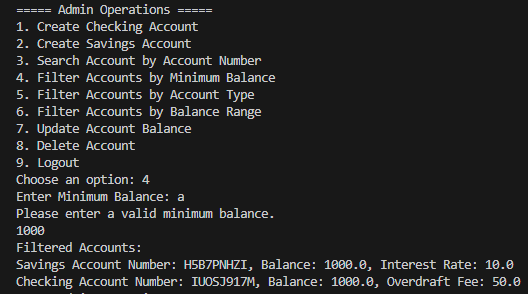 ===== Admin Operations =====
1. Create Checking Account
2. Create Savings Account
3. Search Account by Account Number
4. Filter Accounts by Minimum Balance
5. Filter Accounts by Account Type
6. Filter Accounts by Balance Range
7. Update Account Balance
8. Delete Account
9. Logout
Choose an option: 4
Enter Minimum Balance: a
Please enter a valid minimum balance.
1000
Filtered Accounts:
Savings Account Number: H5B7PNHZI, Balance: 1000.0, Interest Rate: 10.0
Checking Account Number: IUOSJ917M, Balance: 1000.0, Overdraft Fee: 50.0